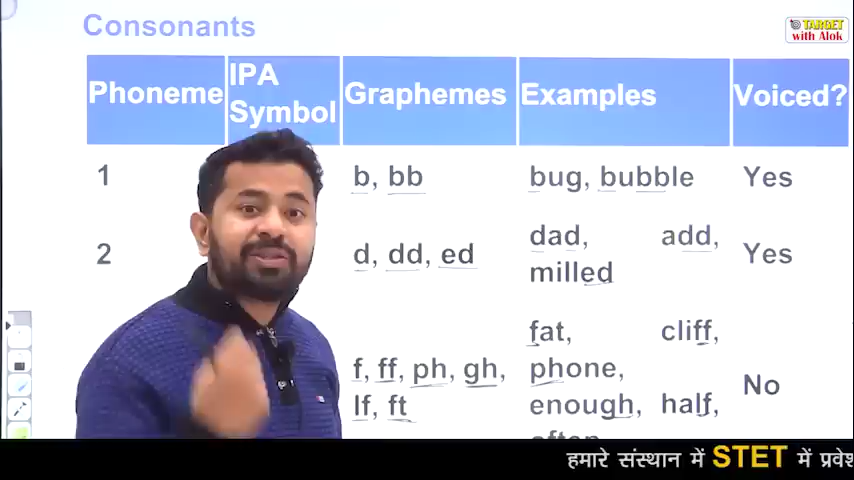 Consonants
TARGET
with Alok
Phoneme IPA Symbol Graphemes Examples Voiced?
1 b, bb bug, bubble Yes
2 d, dd, ed dad, add, milled Yes
f, ff, ph, gh, lf, ft fat, cliff, phone, enough, half, often No
हमारे संस्थान में STET में प्रवे